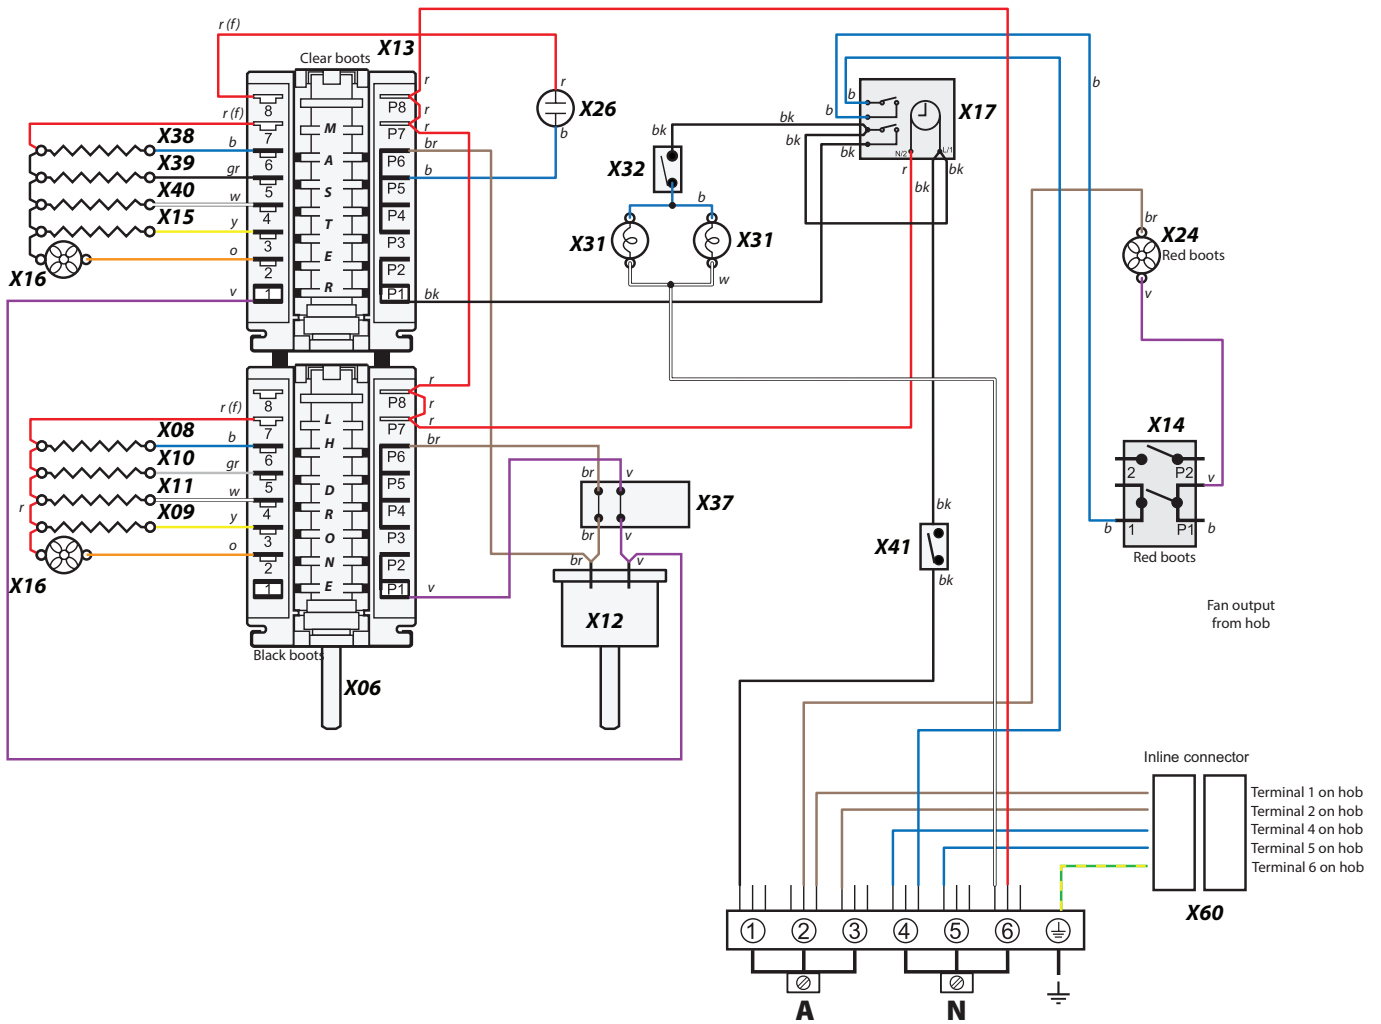 r (f)
Clear boots
X13
8
P8
r
r
X26
r
b
r (f)
7
P7
r
X38
b
6
P6
br
X39
gr
5
P5
b
X40
w
4
P4
X15
y
3
P3
X16
o
2
P2
v
1
P1
bk
M
A
S
T
E
R
bk
bk
bk
bk
b
b
X17
N/2
L/1
r
bk
bk
X32
b
X31
X31
w
b
br
X24
Red boots
v
8
P8
r
r
r (f)
7
P7
r
X08
b
6
P6
br
X10
gr
5
P5
X11
w
4
P4
r
X09
y
3
P3
X16
o
2
P2
1
P1
v
L
H
D
R
O
N
E
Black boots
X06
br
v
X37
br
v
br
v
X12
bk
X41
bk
X14
2
P2
v
b
1
P1
b
Red boots
Fan output
from hob
Inline connector
Terminal 1 on hob
Terminal 2 on hob
Terminal 4 on hob
Terminal 5 on hob
Terminal 6 on hob
X60
1
2
3
4
5
6
A
N